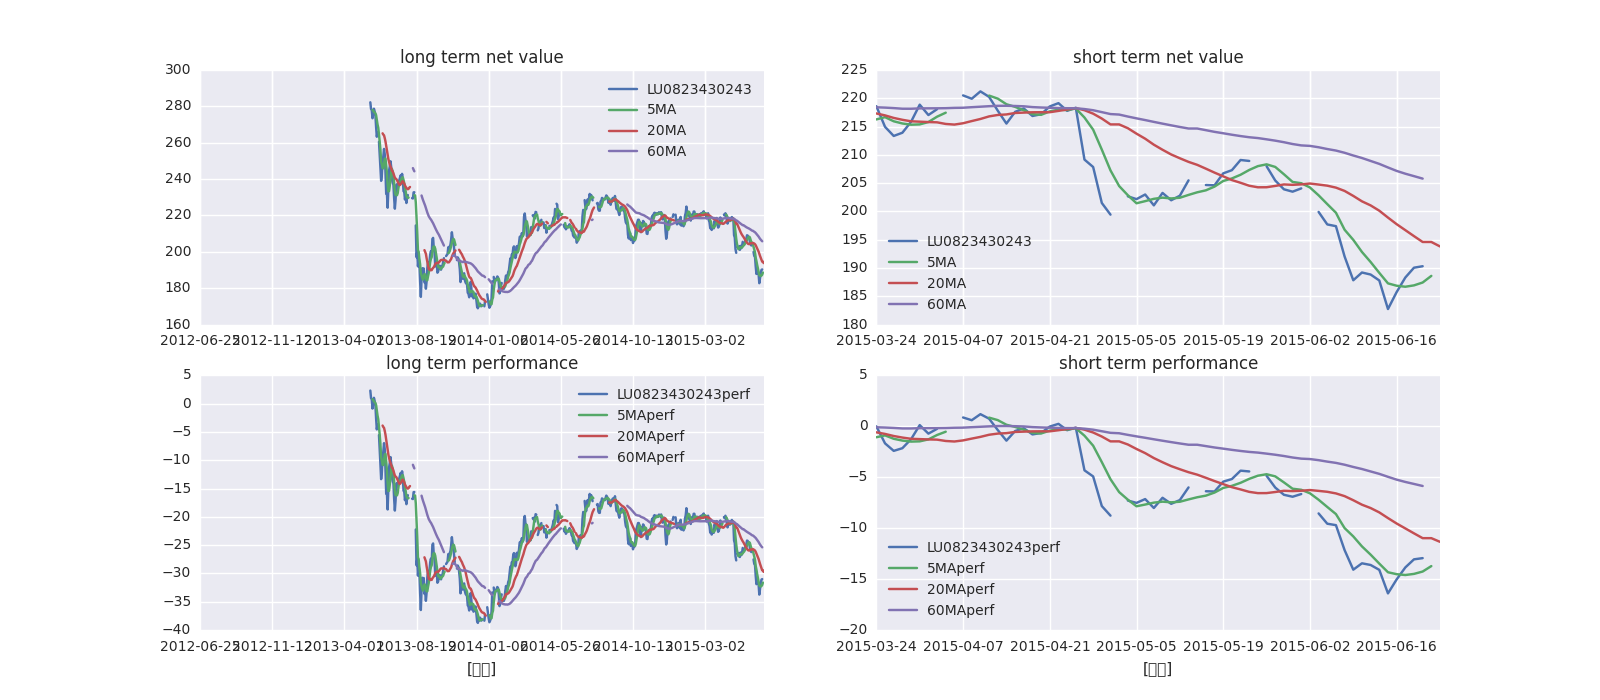 long term net value
300
280
260
240
220
200
180
160
LU0823430243
5MA
20MA
60MA
2012-06-25 2012-11-12 2013-04-01 2013-08-19 2014-01-06 2014-05-26 2014-10-13 2015-03-02
short term net value
225
220
215
210
205
200
195
190
185
180
LU0823430243
5MA
20MA
60MA
2015-03-24 2015-04-07 2015-04-21 2015-05-05 2015-05-19 2015-06-02 2015-06-16
long term performance
5
0
−5
−10
−15
−20
−25
−30
−35
−40
LU0823430243perf
5MAperf
20MAperf
60MAperf
2012-06-25 2012-11-12 2013-04-01 2013-08-19 2014-01-06 2014-05-26 2014-10-13 2015-03-02
short term performance
5
0
−5
−10
−15
−20
LU0823430243perf
5MAperf
20MAperf
60MAperf
2015-03-24 2015-04-07 2015-04-21 2015-05-05 2015-05-19 2015-06-02 2015-06-16